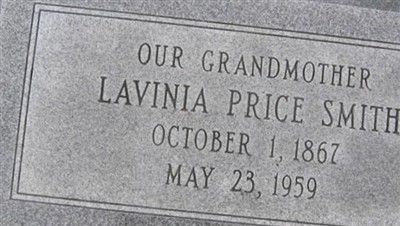 OUR GRANDMOTHER
LAVINIA PRICE SMITH
OCTOBER 1, 1867
MAY 23, 1959